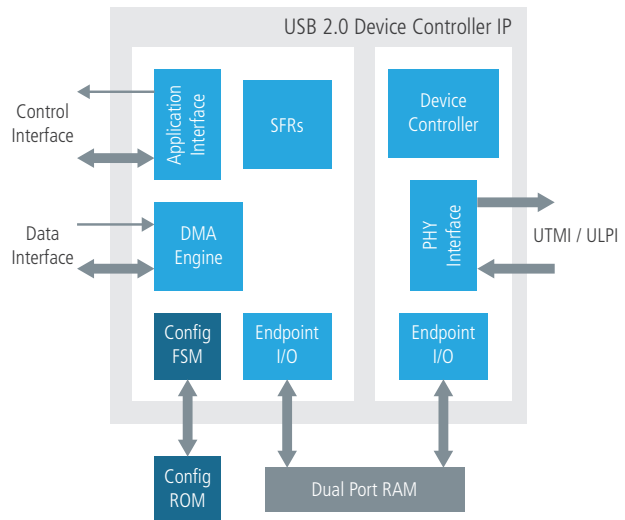 USB 2.0 Device Controller IP
Control
Interface
Application
Interface
SFRs
Device
Controller
Data
Interface
DMA
Engine
PHY
Interface
UTMI / ULPI
Config
FSM
Endpoint
I/O
Endpoint
I/O
Config
ROM
Dual Port RAM